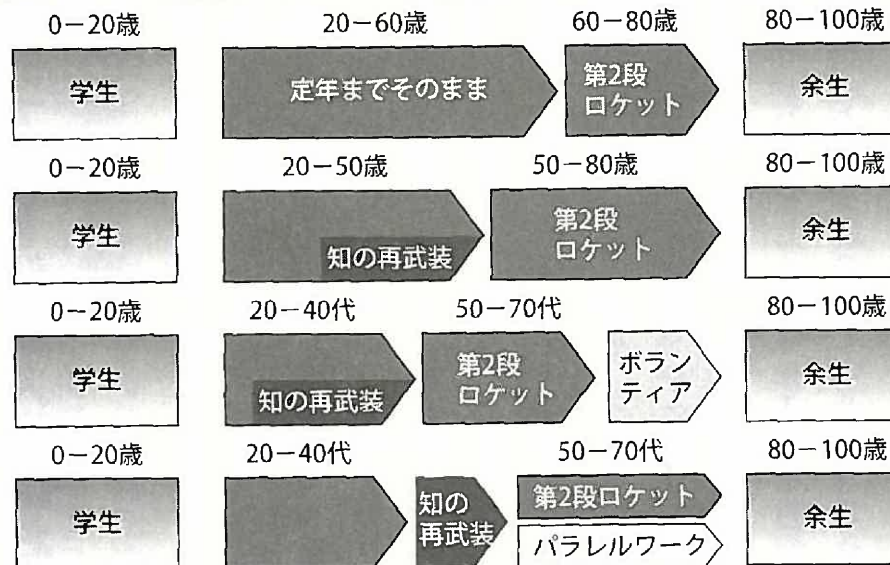 0－20歳 20－60歳 60－80歳 80－100歳
学生 定年までそのまま 第2段
ロケット 余生
0－20歳 20－50歳 50－80歳 80－100歳
学生 知の再武装 第2段
ロケット 余生
0－20歳 20－40代 50－70代 80－100歳
学生 知の再武装 第2段
ロケット ボラン
ティア 余生
0－20歳 20－40代 50－70代 80－100歳
学生 知の
再武装 第2段ロケット
パラレルワーク 余生